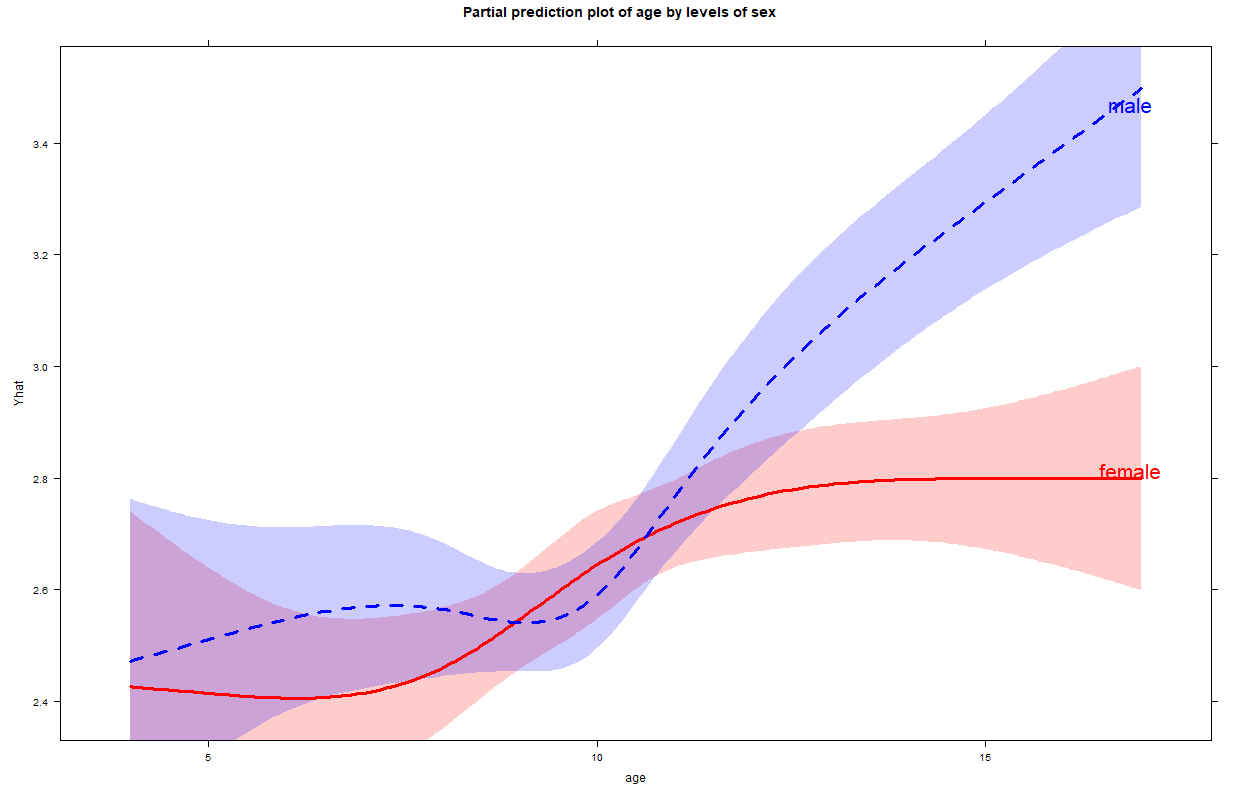 Partial prediction plot of age by levels of sex
male
3.4
3.2
3.0
Yhat
female
2.8
2.6
2.4
5
10
15
age